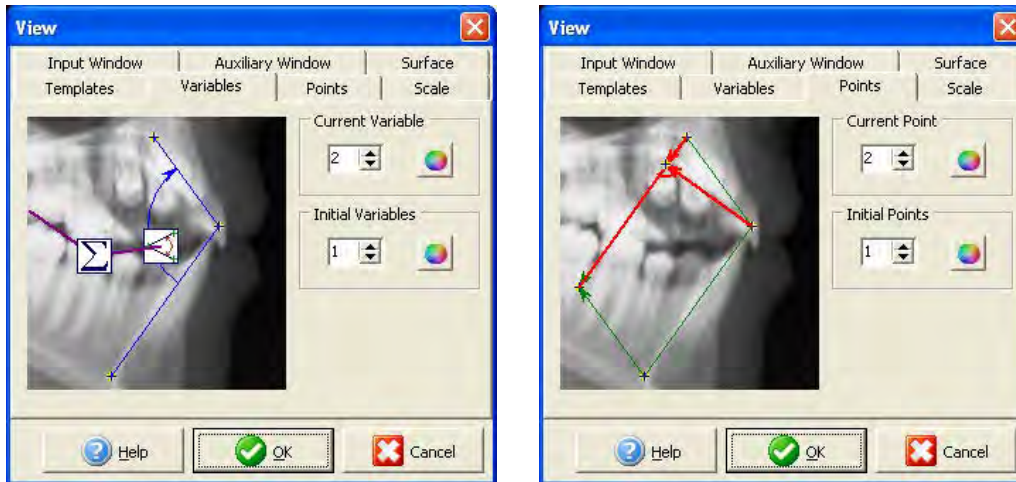 View
Input Window Auxiliary Window Surface
Templates Variables Points Scale
Current Variable
2
Initial Variables
1
Σ
Help OK Cancel
View
Input Window Auxiliary Window Surface
Templates Variables Points Scale
Current Point
2
Initial Points
1
Help OK Cancel